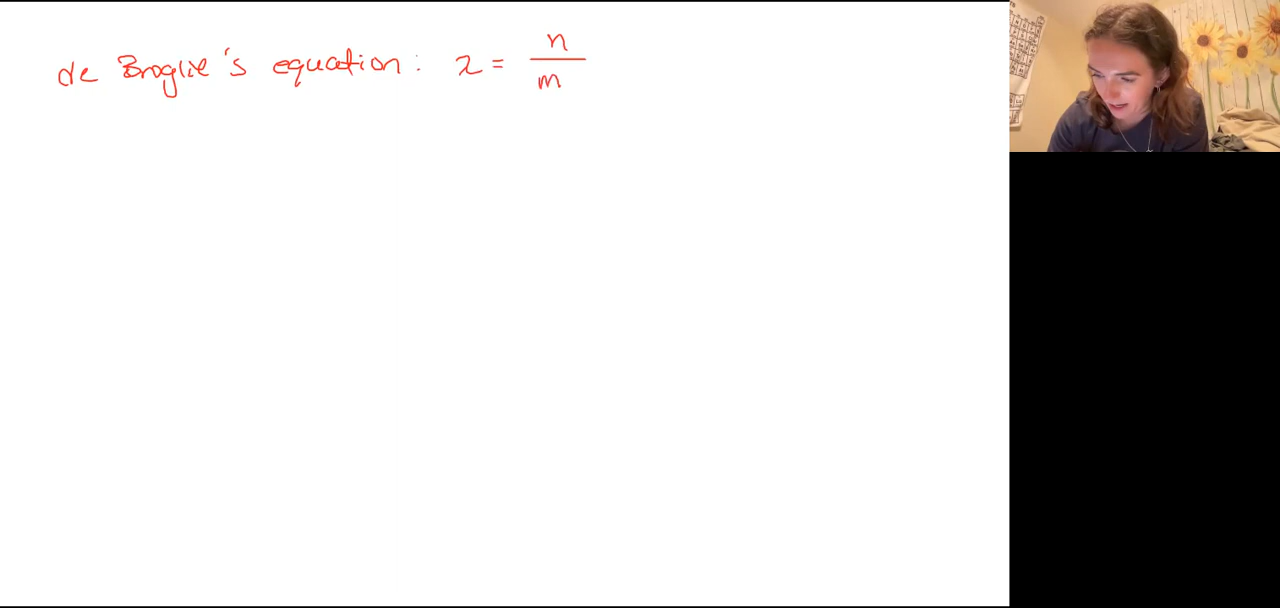 de Broglie's equation: λ = h / m